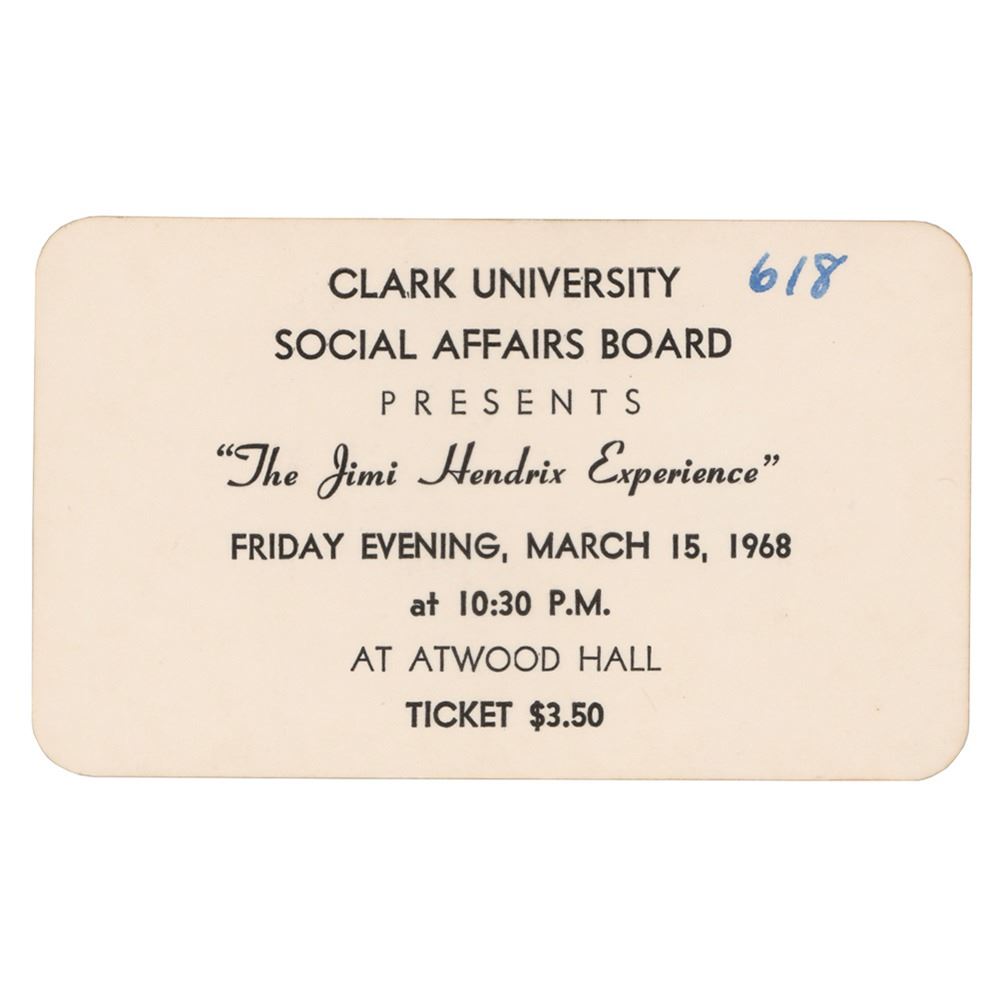 CLARK UNIVERSITY 618
SOCIAL AFFAIRS BOARD
PRESENTS
"The Jimi Hendrix Experience"
FRIDAY EVENING, MARCH 15, 1968
at 10:30 P.M.
AT ATWOOD HALL
TICKET $3.50